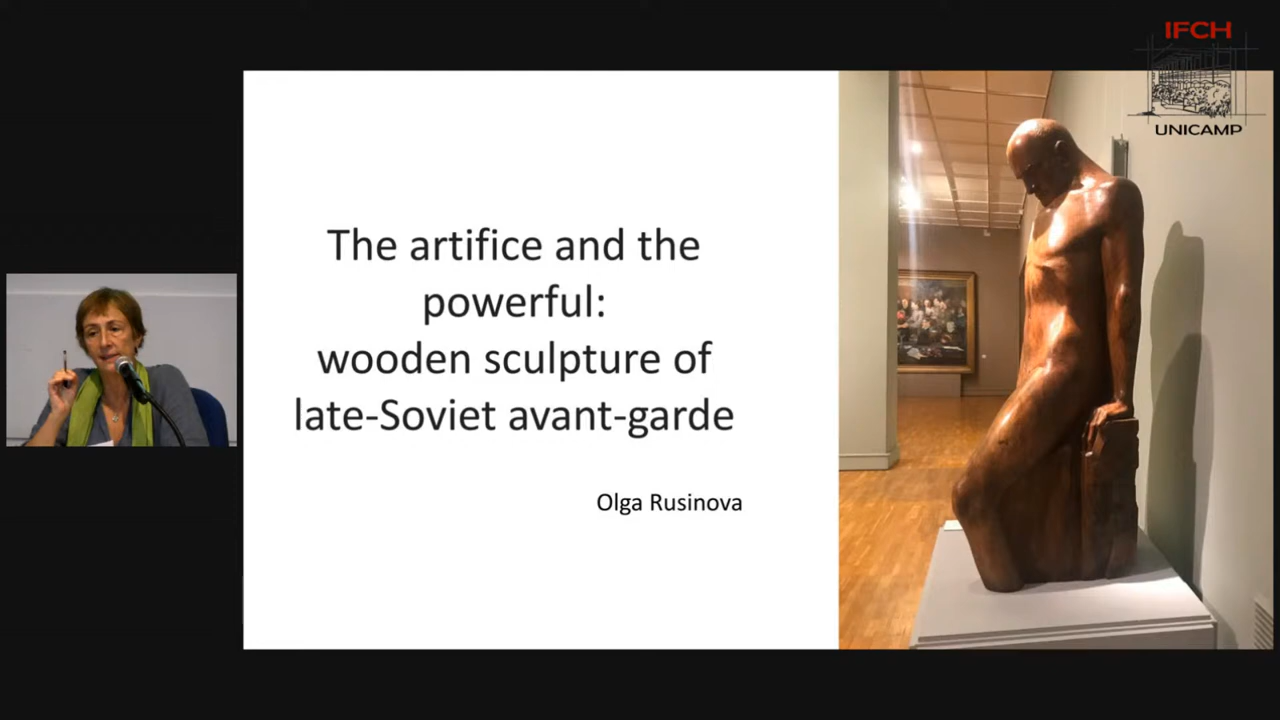 The artifice and the
powerful:
wooden sculpture of
late-Soviet avant-garde
Olga Rusinova
IFCH
UNICAMP